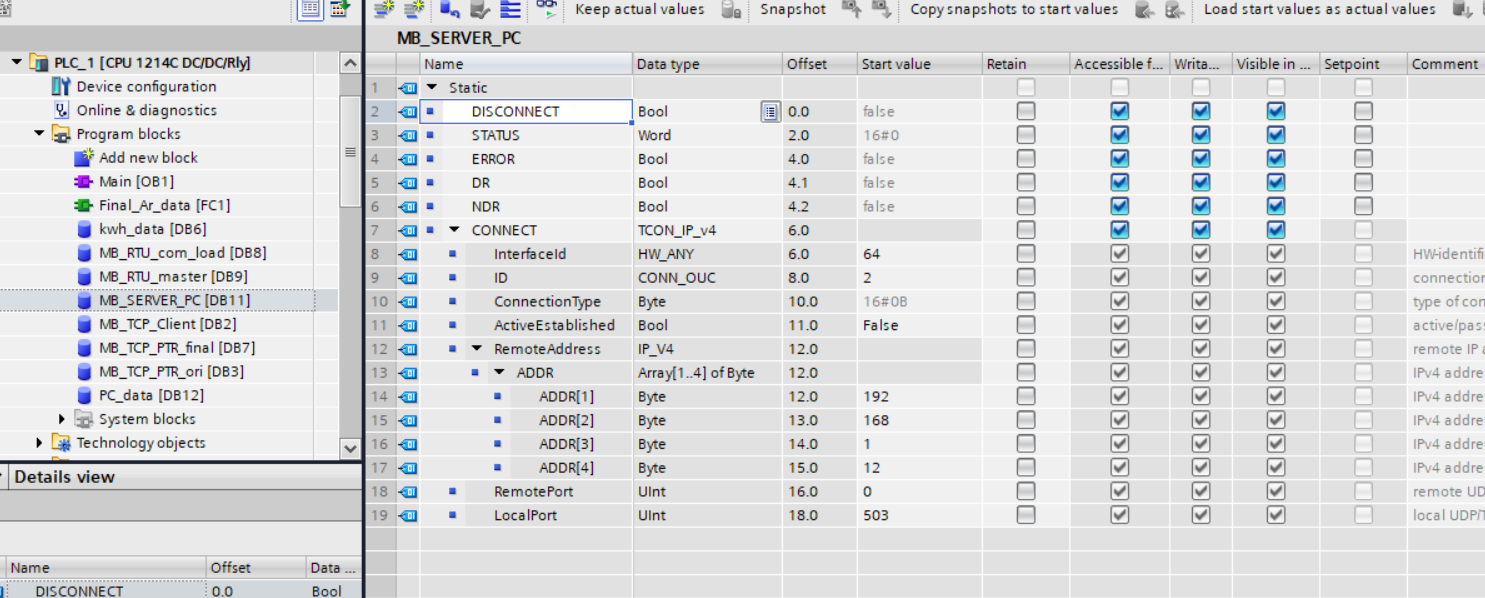 Keep actual values Snapshot Copy snapshots to start values Load start values as actual values
MB_SERVER_PC
PLC_1 [CPU 1214C DC/DC/Rly]
Device configuration
Online & diagnostics
Program blocks
Add new block
Main [OB1]
Final_Ar_data [FC1]
kwh_data [DB6]
MB_RTU_com_load [DB8]
MB_RTU_master [DB9]
MB_SERVER_PC [DB11]
MB_TCP_Client [DB2]
MB_TCP_PTR_final [DB7]
MB_TCP_PTR_ori [DB3]
PC_data [DB12]
System blocks
Technology objects
Details view
Name Offset Data ...
DISCONNECT 0.0 Bool
Name Data type Offset Start value Retain Accessible f... Writa... Visible in ... Setpoint Comment
1 Static
2 DISCONNECT Bool 0.0 false
3 STATUS Word 2.0 16#0
4 ERROR Bool 4.0 false
5 DR Bool 4.1 false
6 NDR Bool 4.2 false
7 CONNECT TCON_IP_v4 6.0
8 InterfaceId HW_ANY 6.0 64 HW-identifi
9 ID CONN_OUC 8.0 2 connection
10 ConnectionType Byte 10.0 16#0B type of con
11 ActiveEstablished Bool 11.0 False active/pas
12 RemoteAddress IP_V4 12.0 remote IP a
13 ADDR Array[1..4] of Byte 12.0 IPv4 addre
14 ADDR[1] Byte 12.0 192 IPv4 addre
15 ADDR[2] Byte 13.0 168 IPv4 addre
16 ADDR[3] Byte 14.0 1 IPv4 addre
17 ADDR[4] Byte 15.0 12 IPv4 addre
18 RemotePort UInt 16.0 0 remote UD
19 LocalPort UInt 18.0 503 local UDP/T